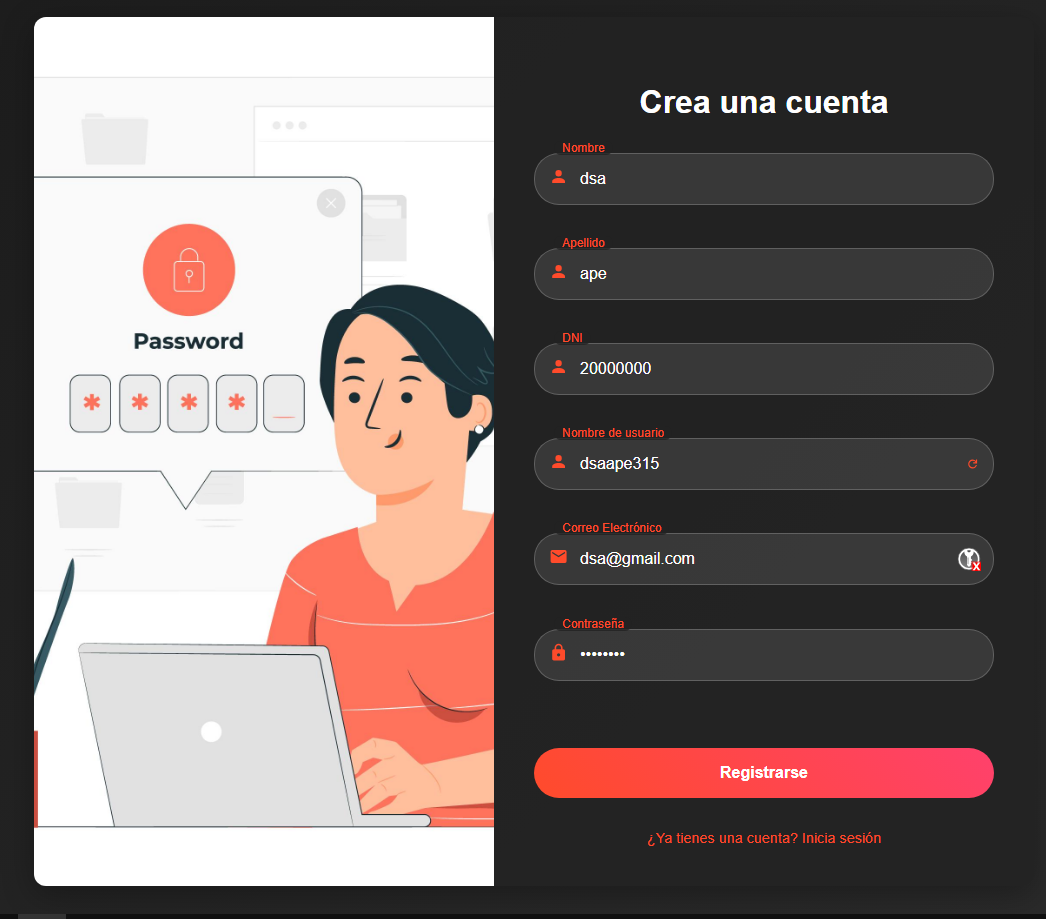 Password
* * * *
Crea una cuenta
Nombre
dsa
Apellido
ape
DNI
20000000
Nombre de usuario
dsaape315
Correo Electrónico
dsa@gmail.com
Contraseña
••••••••
Registrarse
¿Ya tienes una cuenta? Inicia sesión